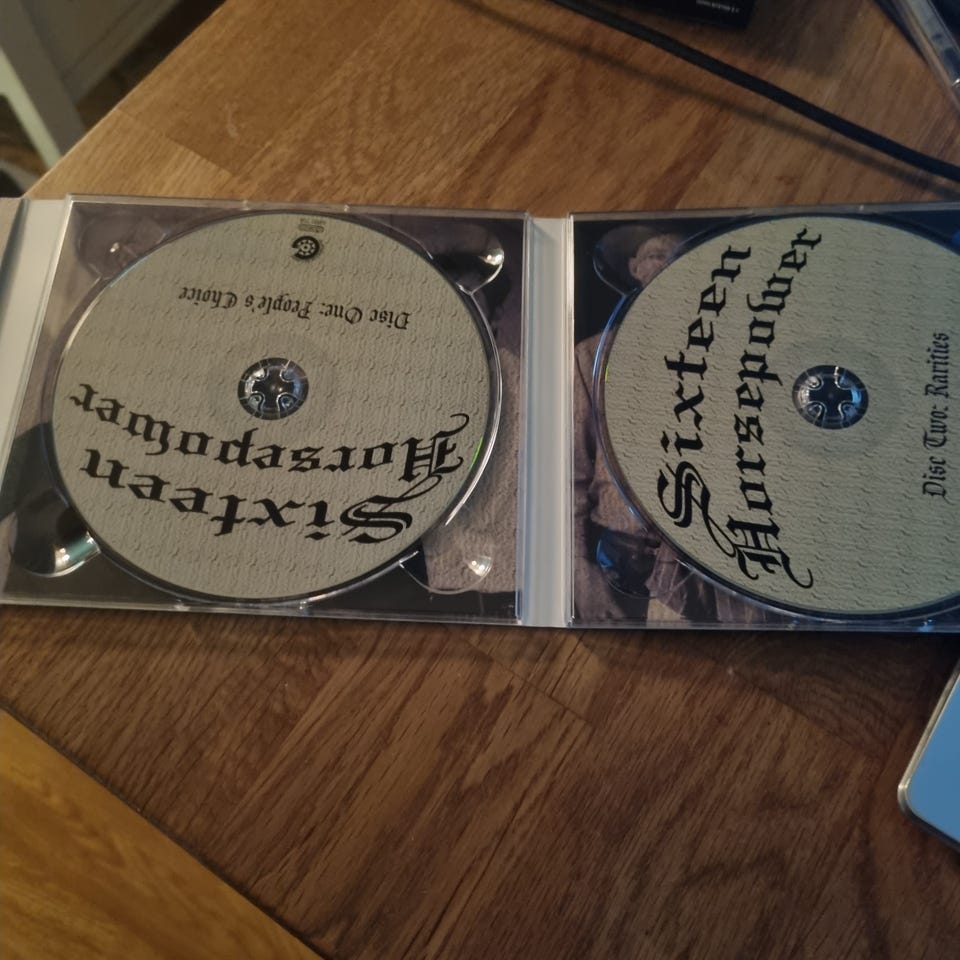 Sixteen
Horsepower
Disc One: People's Choice
Sixteen
Horsepower
Disc Two: Rarities